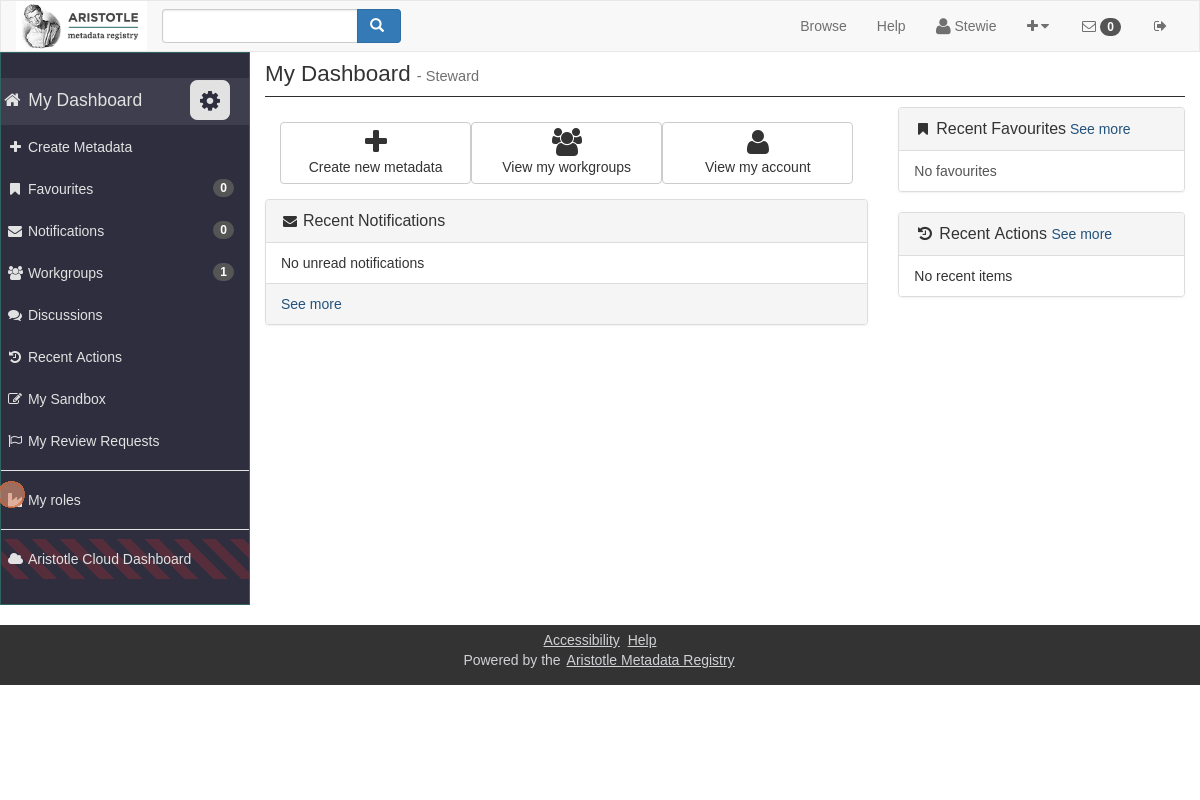 ARISTOTLE
metadata registry
Browse
Help
Stewie
0
My Dashboard
Create Metadata
Favourites 0
Notifications 0
Workgroups 1
Discussions
Recent Actions
My Sandbox
My Review Requests
My roles
Aristotle Cloud Dashboard
My Dashboard - Steward
Create new metadata
View my workgroups
View my account
Recent Notifications
No unread notifications
See more
Recent Favourites See more
No favourites
Recent Actions See more
No recent items
Accessibility Help
Powered by the Aristotle Metadata Registry